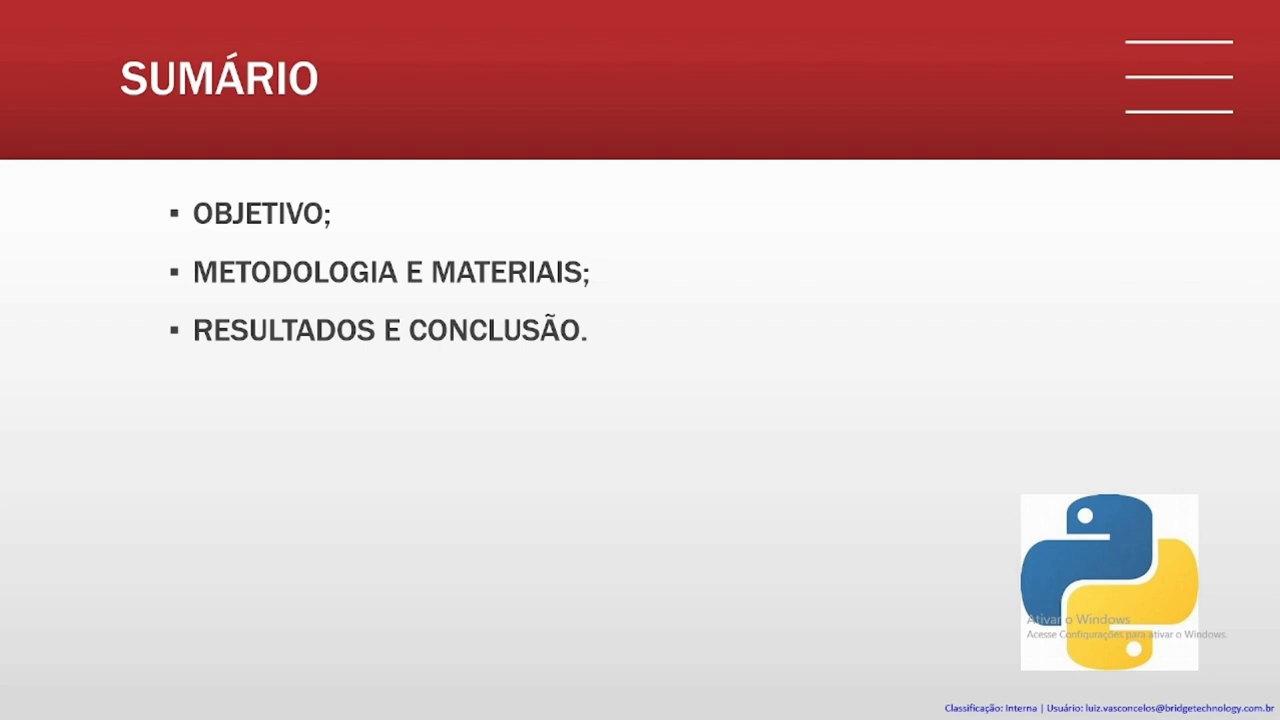 SUMÁRIO
▪ OBJETIVO;
▪ METODOLOGIA E MATERIAIS;
▪ RESULTADOS E CONCLUSÃO.
Ativar o Windows
Acesse Configurações para ativar o Windows.
Classificação: Interna | Usuário: luiz.vasconcelos@bridgetechnology.com.br